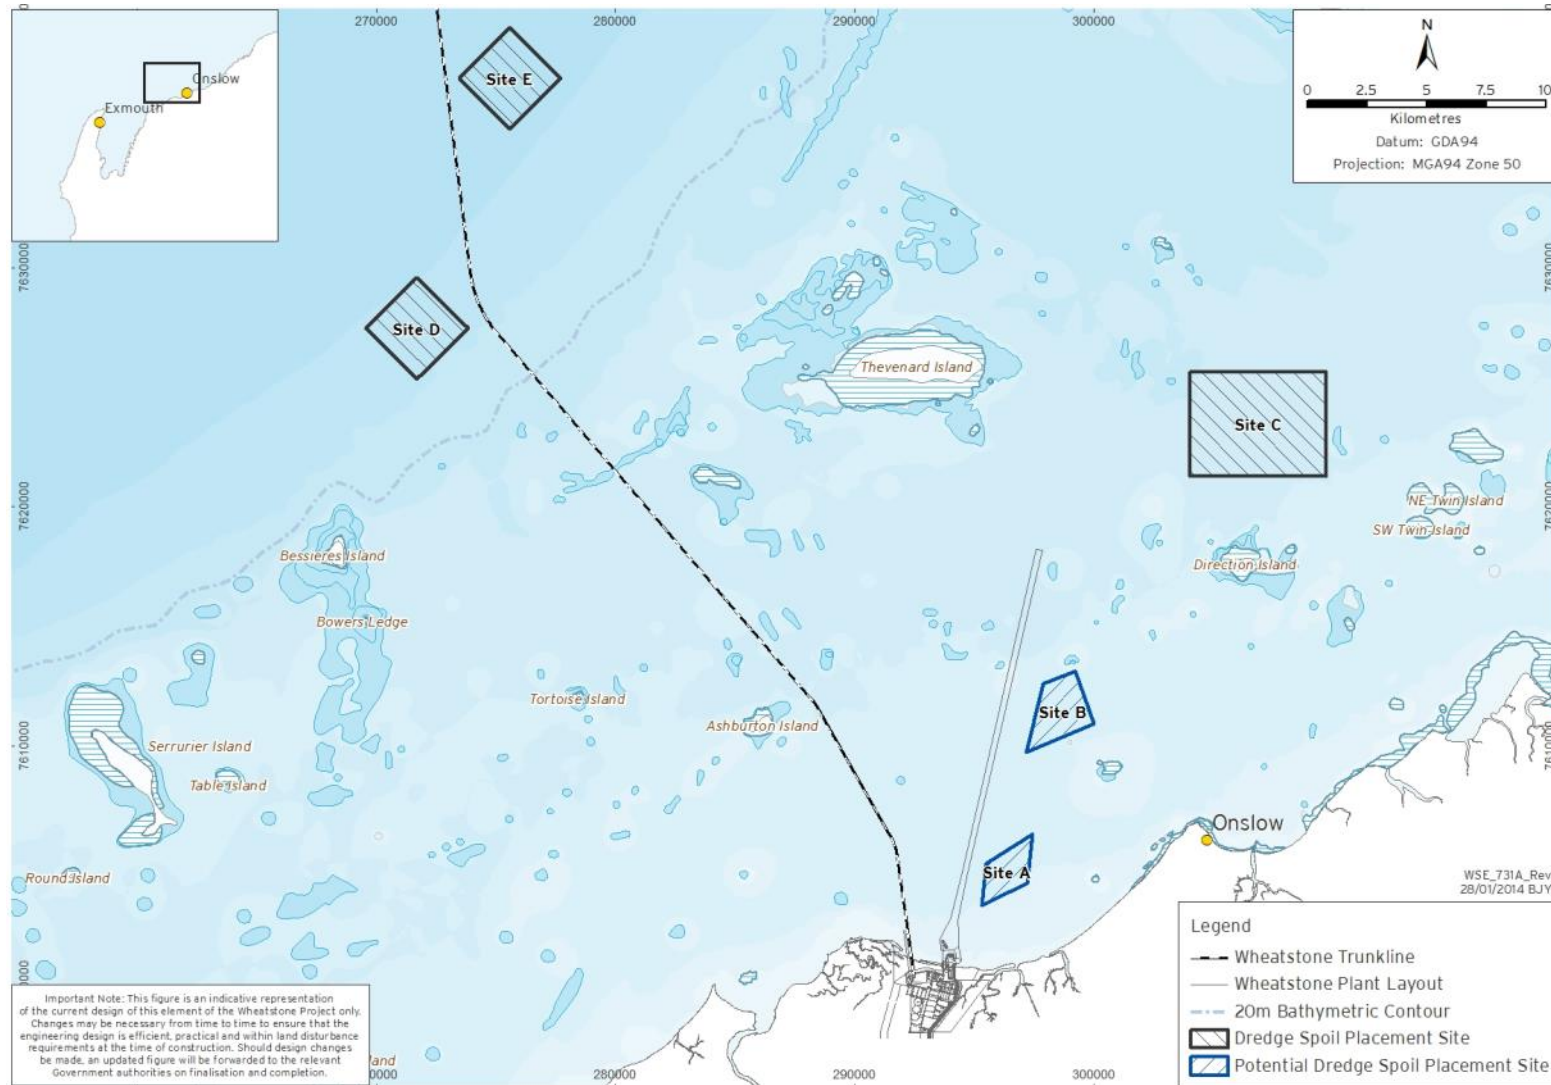 270000
280000
290000
300000
Onslow
Exmouth
N
0 2.5 5 7.5 10
Kilometres
Datum: GDA94
Projection: MGA94 Zone 50
Site E
7630000
7630000
Site D
Thevenard Island
Site C
7620000
7620000
NE Twin Island
SW Twin Island
Bessieres Island
Direction Island
Bowers Ledge
Tortoise Island
Site B
Ashburton Island
7610000
7610000
Serrurier Island
Table Island
Onslow
Site A
Round Island
WSE_731A_Rev
28/01/2014 BJY
Legend
Wheatstone Trunkline
Wheatstone Plant Layout
20m Bathymetric Contour
Dredge Spoil Placement Site
Potential Dredge Spoil Placement Site
Important Note: This figure is an indicative representation
of the current design of this element of the Wheatstone Project only.
Changes may be necessary from time to time to ensure that the
engineering design is efficient, practical and within land disturbance
requirements at the time of construction. Should design changes
be made, an updated figure will be forwarded to the relevant
Government authorities on finalisation and completion.
land
270000
280000
290000
300000